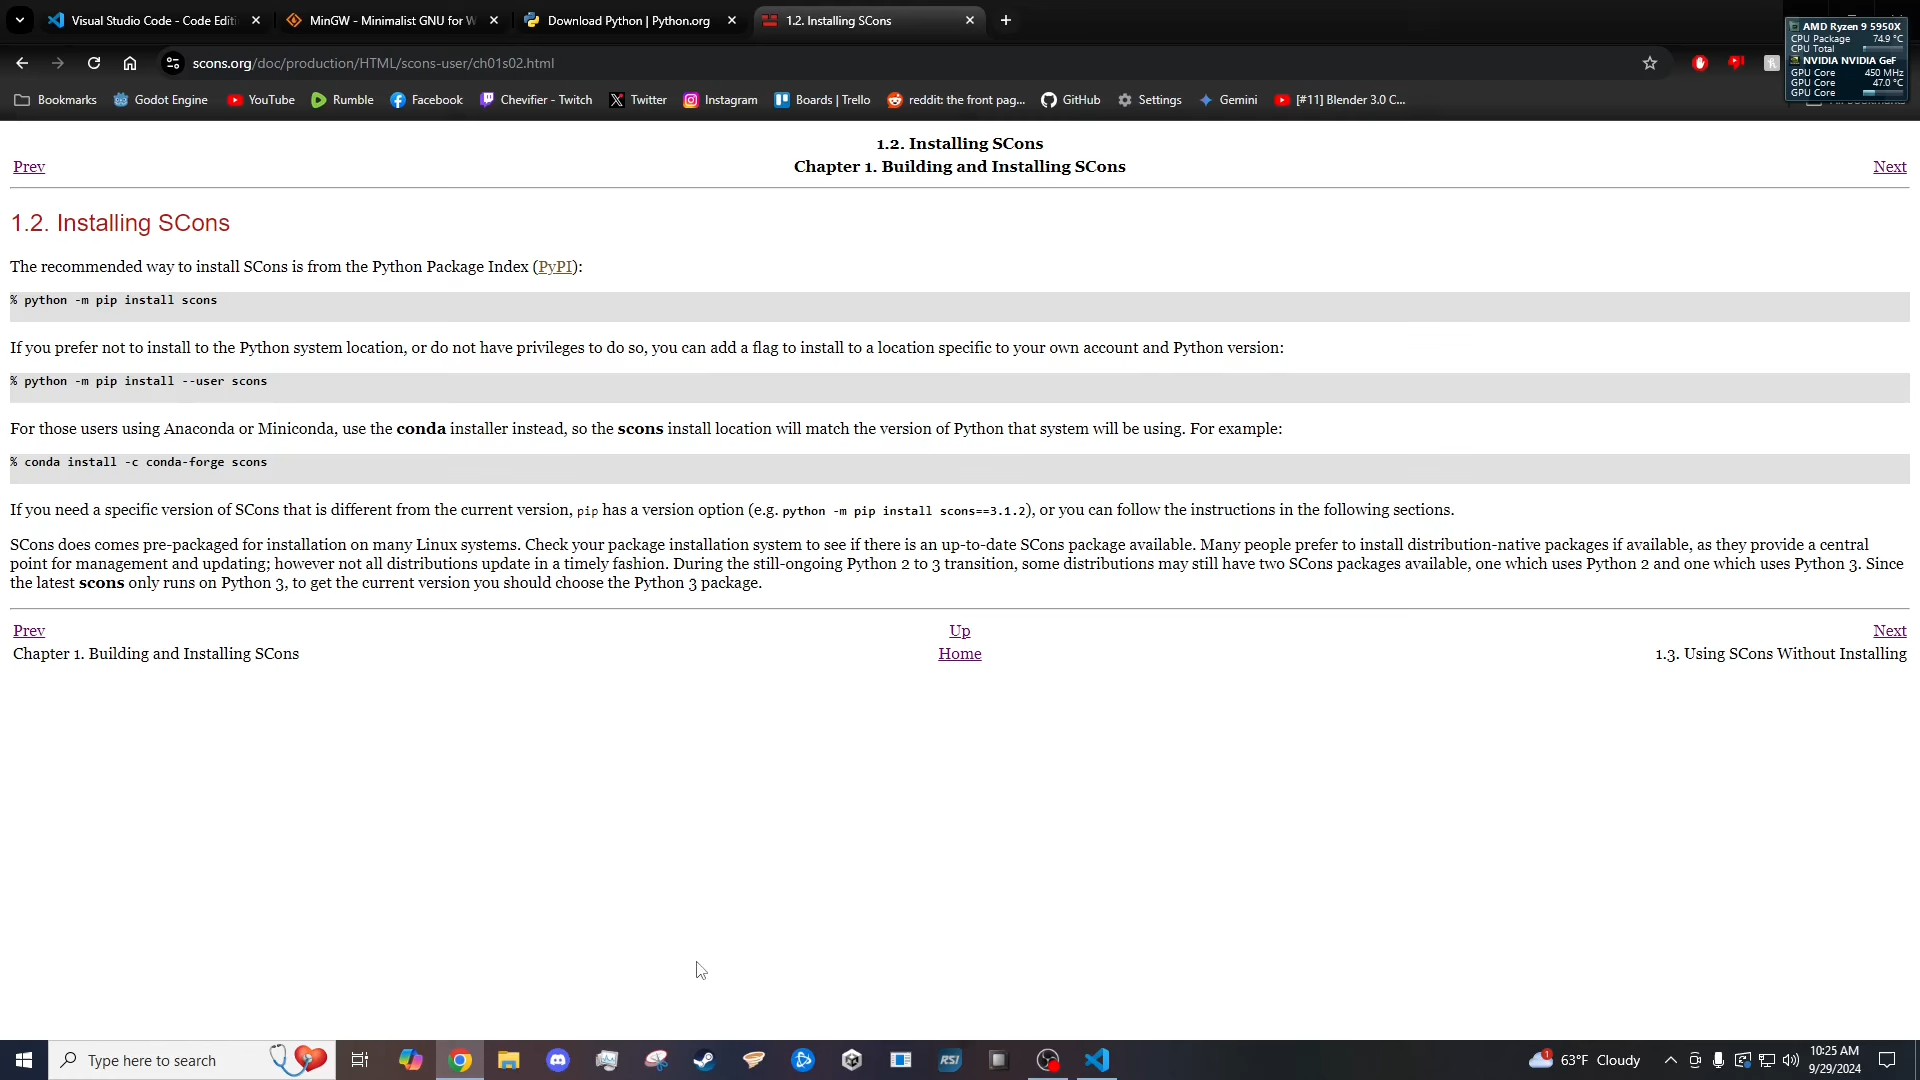 Visual Studio Code - Code Editi
MinGW - Minimalist GNU for W
Download Python | Python.org
1.2. Installing SCons
scons.org/doc/production/HTML/scons-user/ch01s02.html
AMD Ryzen 9 5950X
CPU Package 74.9 °C
CPU Total
NVIDIA NVIDIA GeF
GPU Core 450 MHz
GPU Core 47.0 °C
GPU Core
Bookmarks
Godot Engine
YouTube
Rumble
Facebook
Chevifier - Twitch
Twitter
Instagram
Boards | Trello
reddit: the front pag...
GitHub
Settings
Gemini
[#11] Blender 3.0 C...
1.2. Installing SCons
Prev
Chapter 1. Building and Installing SCons
Next
1.2. Installing SCons
The recommended way to install SCons is from the Python Package Index (PyPI):
% python -m pip install scons
If you prefer not to install to the Python system location, or do not have privileges to do so, you can add a flag to install to a location specific to your own account and Python version:
% python -m pip install --user scons
For those users using Anaconda or Miniconda, use the conda installer instead, so the scons install location will match the version of Python that system will be using. For example:
% conda install -c conda-forge scons
If you need a specific version of SCons that is different from the current version, pip has a version option (e.g. python -m pip install scons==3.1.2), or you can follow the instructions in the following sections.
SCons does comes pre-packaged for installation on many Linux systems. Check your package installation system to see if there is an up-to-date SCons package available. Many people prefer to install distribution-native packages if available, as they provide a central
point for management and updating; however not all distributions update in a timely fashion. During the still-ongoing Python 2 to 3 transition, some distributions may still have two SCons packages available, one which uses Python 2 and one which uses Python 3. Since
the latest scons only runs on Python 3, to get the current version you should choose the Python 3 package.
Prev
Up
Next
Chapter 1. Building and Installing SCons
Home
1.3. Using SCons Without Installing
Type here to search
RSI
1
63°F Cloudy
10:25 AM
9/29/2024